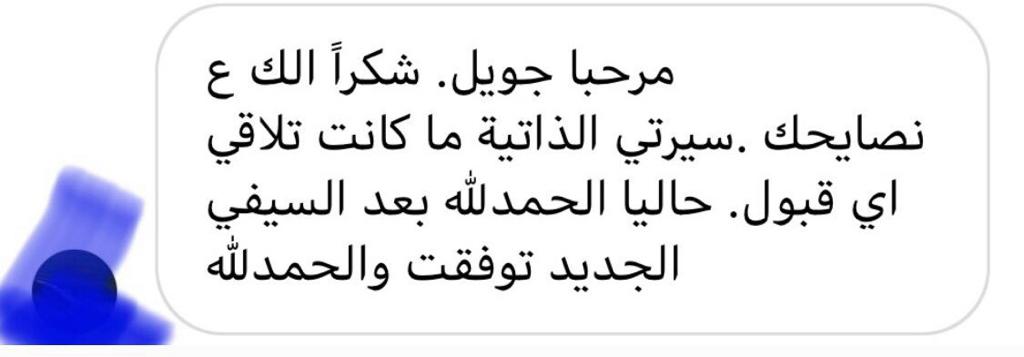 مرحبا جويل. شكراً الك ع
نصايحك .سيرتي الذاتية ما كانت تلاقي
اي قبول. حاليا الحمدلله بعد السيفي
الجديد توفقت والحمدلله